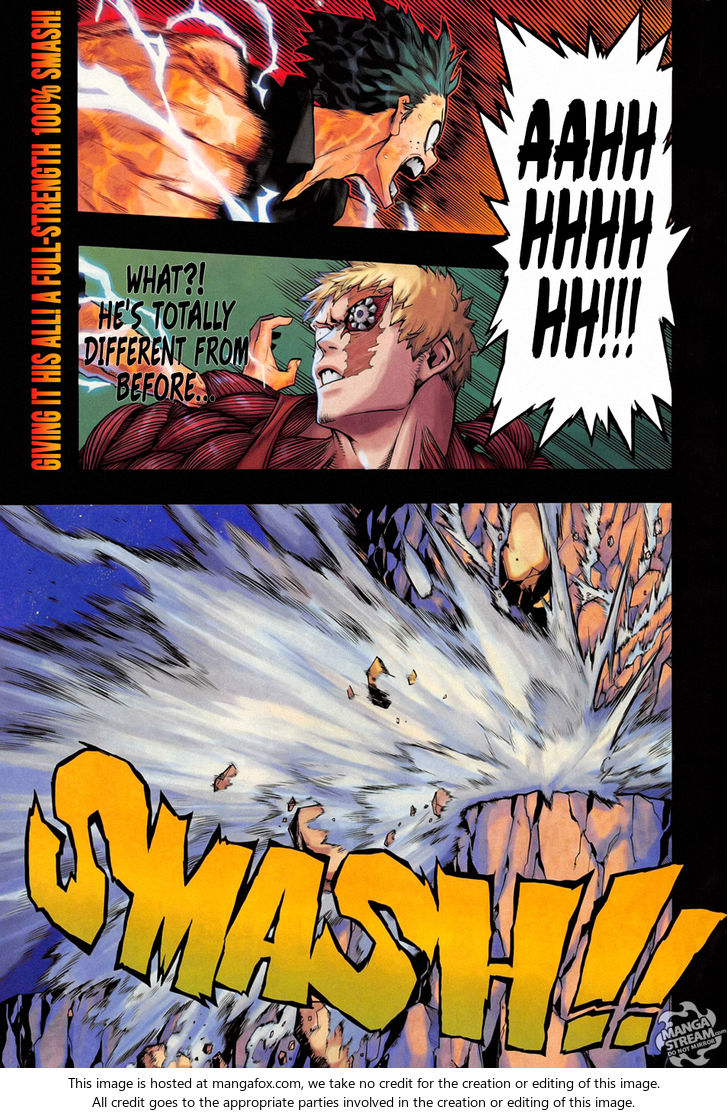 GIVING IT HIS ALL! A FULL-STRENGTH 100% SMASH!
AAHH
HHHH
HH!!!
WHAT?!
HE'S TOTALLY
DIFFERENT FROM
BEFORE...
SMASH!!
MANGA
STREAM.com
DO NOT MIRROR
This image is hosted at mangafox.com, we take no credit for the creation or editing of this image.
All credit goes to the appropriate parties involved in the creation or editing of this image.